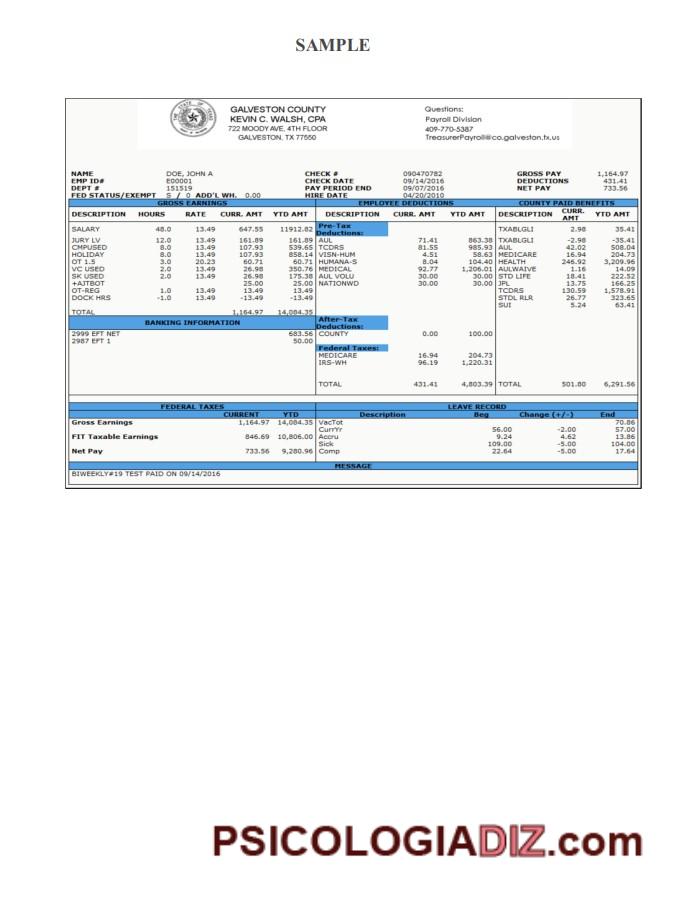 SAMPLE
GALVESTON COUNTY
KEVIN C. WALSH, CPA
722 MOODY AVE, 4TH FLOOR
GALVESTON, TX 77550
Questions:
Payroll Division
409-770-5387
TreasurerPayroll@co.galveston.tx.us
NAME DOE, JOHN A CHECK # 090470782 GROSS PAY 1,164.97
EMP ID# E00001 CHECK DATE 09/14/2016 DEDUCTIONS 431.41
DEPT # 151519 PAY PERIOD END 09/07/2016 NET PAY 733.56
FED STATUS/EXEMPT S / 0 ADD'L WH. 0.00 HIRE DATE 04/20/2010
GROSS EARNINGS EMPLOYEE DEDUCTIONS COUNTY PAID BENEFITS
DESCRIPTION HOURS RATE CURR. AMT YTD AMT DESCRIPTION CURR. AMT YTD AMT DESCRIPTION CURR. AMT YTD AMT
SALARY 48.0 13.49 647.55 11912.82 Pre-Tax Deductions: TXABLGLI 2.98 35.41
JURY LV 12.0 13.49 161.89 161.89 AUL 71.41 863.38 TXABLGLI -2.98 -35.41
CMPUSED 8.0 13.49 107.93 539.65 TCDRS 81.55 985.93 AUL 42.02 508.04
HOLIDAY 8.0 13.49 107.93 858.14 VISN-HUM 4.51 58.63 MEDICARE 16.94 204.73
OT 1.5 3.0 20.23 60.71 60.71 HUMANA-S 8.04 104.40 HEALTH 246.92 3,209.96
VC USED 2.0 13.49 26.98 350.76 MEDICAL 92.77 1,206.01 AULWAIVE 1.16 14.09
SK USED 2.0 13.49 26.98 175.38 AUL VOLU 30.00 30.00 STD LIFE 18.41 222.52
+AJTBOT 25.00 25.00 NATIONWD 30.00 30.00 JPL 13.75 166.25
OT-REG 1.0 13.49 13.49 13.49 TCDRS 130.59 1,578.91
DOCK HRS -1.0 13.49 -13.49 -13.49 STDL RLR 26.77 323.65
SUI 5.24 63.41
TOTAL 1,164.97 14,084.35
BANKING INFORMATION After-Tax Deductions:
2999 EFT NET 683.56 COUNTY 0.00 100.00
2987 EFT 1 50.00
Federal Taxes:
MEDICARE 16.94 204.73
IRS-WH 96.19 1,220.31
TOTAL 431.41 4,803.39 TOTAL 501.80 6,291.56
FEDERAL TAXES LEAVE RECORD
CURRENT YTD Description Beg Change (+/-) End
Gross Earnings 1,164.97 14,084.35 VacTot 70.86
CurrYr 56.00 -2.00 57.00
FIT Taxable Earnings 846.69 10,806.00 Accru 9.24 4.62 13.86
Sick 109.00 -5.00 104.00
Net Pay 733.56 9,280.96 Comp 22.64 -5.00 17.64
MESSAGE
BIWEEKLY#19 TEST PAID ON 09/14/2016
PSICOLOGIADIZ.com